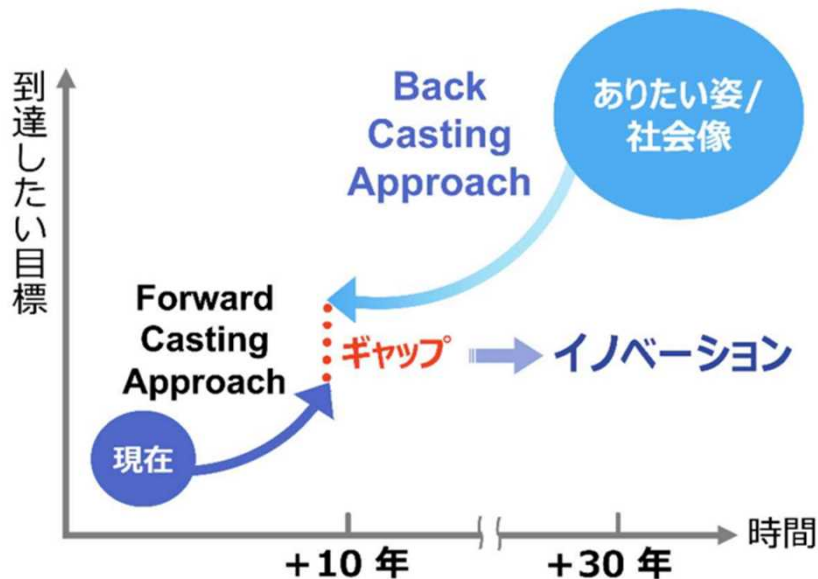 到達したい目標
Back
Casting
Approach
ありたい姿/
社会像
Forward
Casting
Approach
ギャップ
イノベーション
現在
時間
+10 年
+30 年